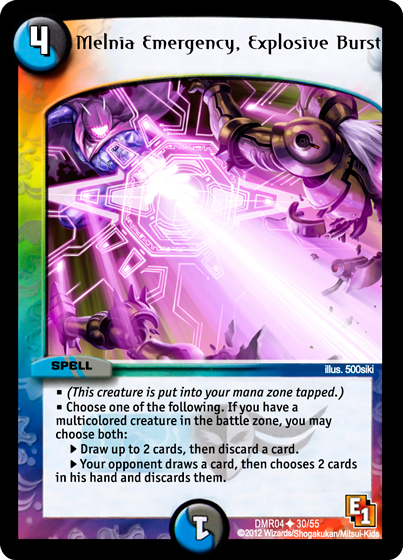 4
Melnia Emergency, Explosive Burst
SPELL
illus. 500siki
▪ (This creature is put into your mana zone tapped.)
▪ Choose one of the following. If you have a
multicolored creature in the battle zone, you may
choose both:
▶ Draw up to 2 cards, then discard a card.
▶ Your opponent draws a card, then chooses 2 cards
in his hand and discards them.
1
E1
DMR04 ♦ 30/55
©2012 Wizards/Shogakukan/Mitsui-Kids